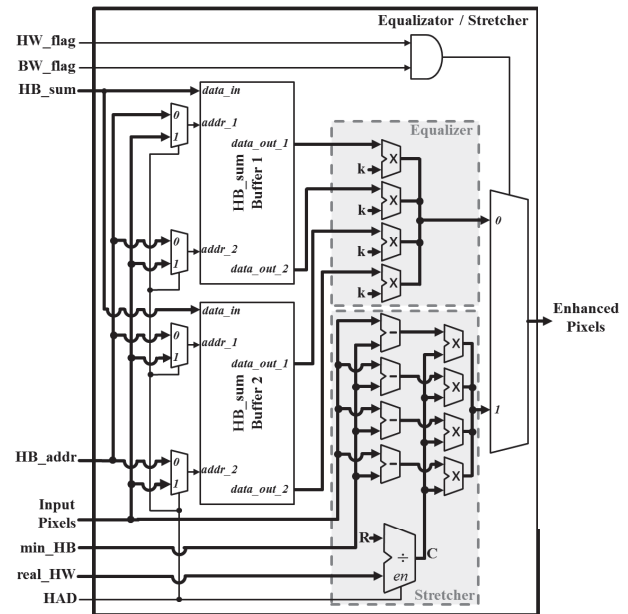 Equalizator / Stretcher
HW_flag
BW_flag
HB_sum
data_in
0
1
addr_1
data_out_1
HB_sum
Buffer 1
0
1
addr_2
data_out_2
Equalizer
X
k
X
k
X
k
X
k
0
Enhanced
Pixels
data_in
0
1
addr_1
data_out_1
HB_sum
Buffer 2
HB_addr
0
1
addr_2
data_out_2
−
X
−
X
−
X
−
X
1
Input
Pixels
min_HB
R
÷
C
real_HW
en
HAD
Stretcher